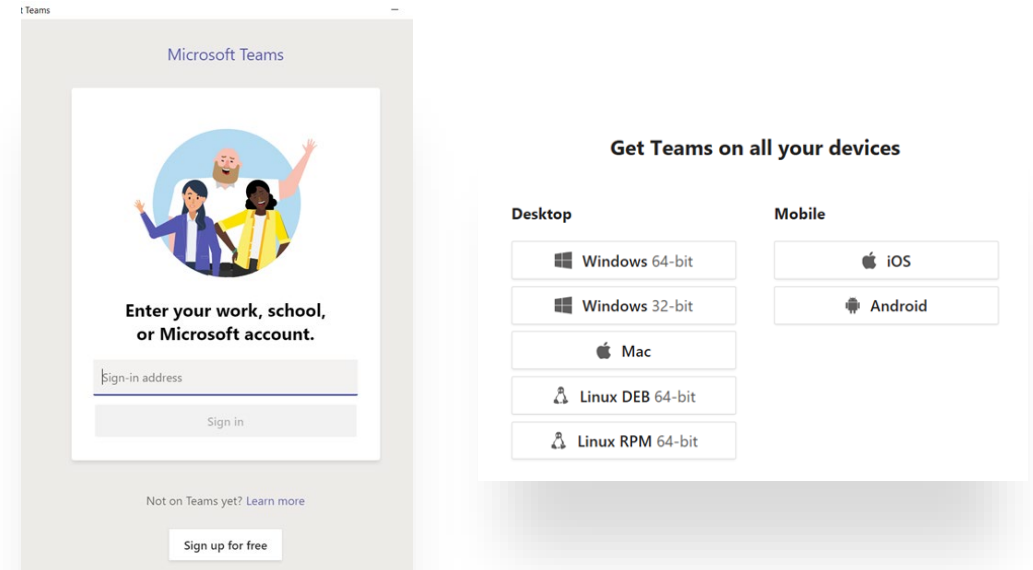 Teams
Microsoft Teams
Enter your work, school,
or Microsoft account.
Sign-in address
Sign in
Not on Teams yet? Learn more
Sign up for free
Get Teams on all your devices
Desktop
Windows 64-bit
Windows 32-bit
Mac
Linux DEB 64-bit
Linux RPM 64-bit
Mobile
iOS
Android